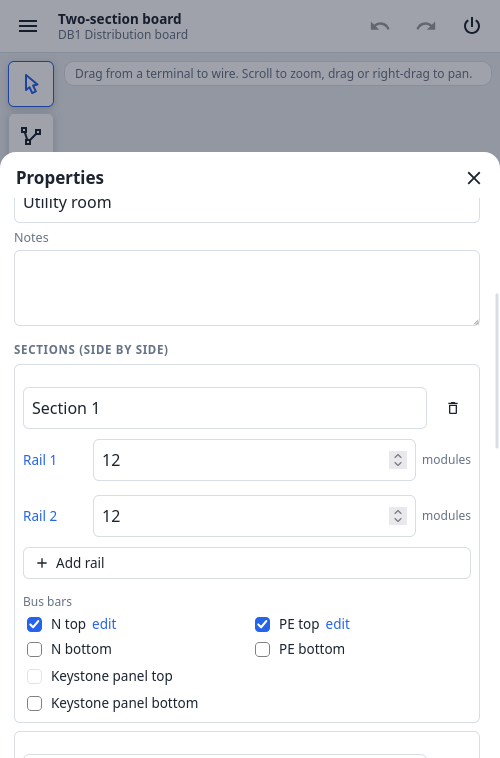 Two-section board
DB1 Distribution board
Drag from a terminal to wire. Scroll to zoom, drag or right-drag to pan.
Properties
Utility room
Notes
SECTIONS (SIDE BY SIDE)
Section 1
Rail 1 12 modules
Rail 2 12 modules
Add rail
Bus bars
N top edit PE top edit
N bottom PE bottom
Keystone panel top
Keystone panel bottom